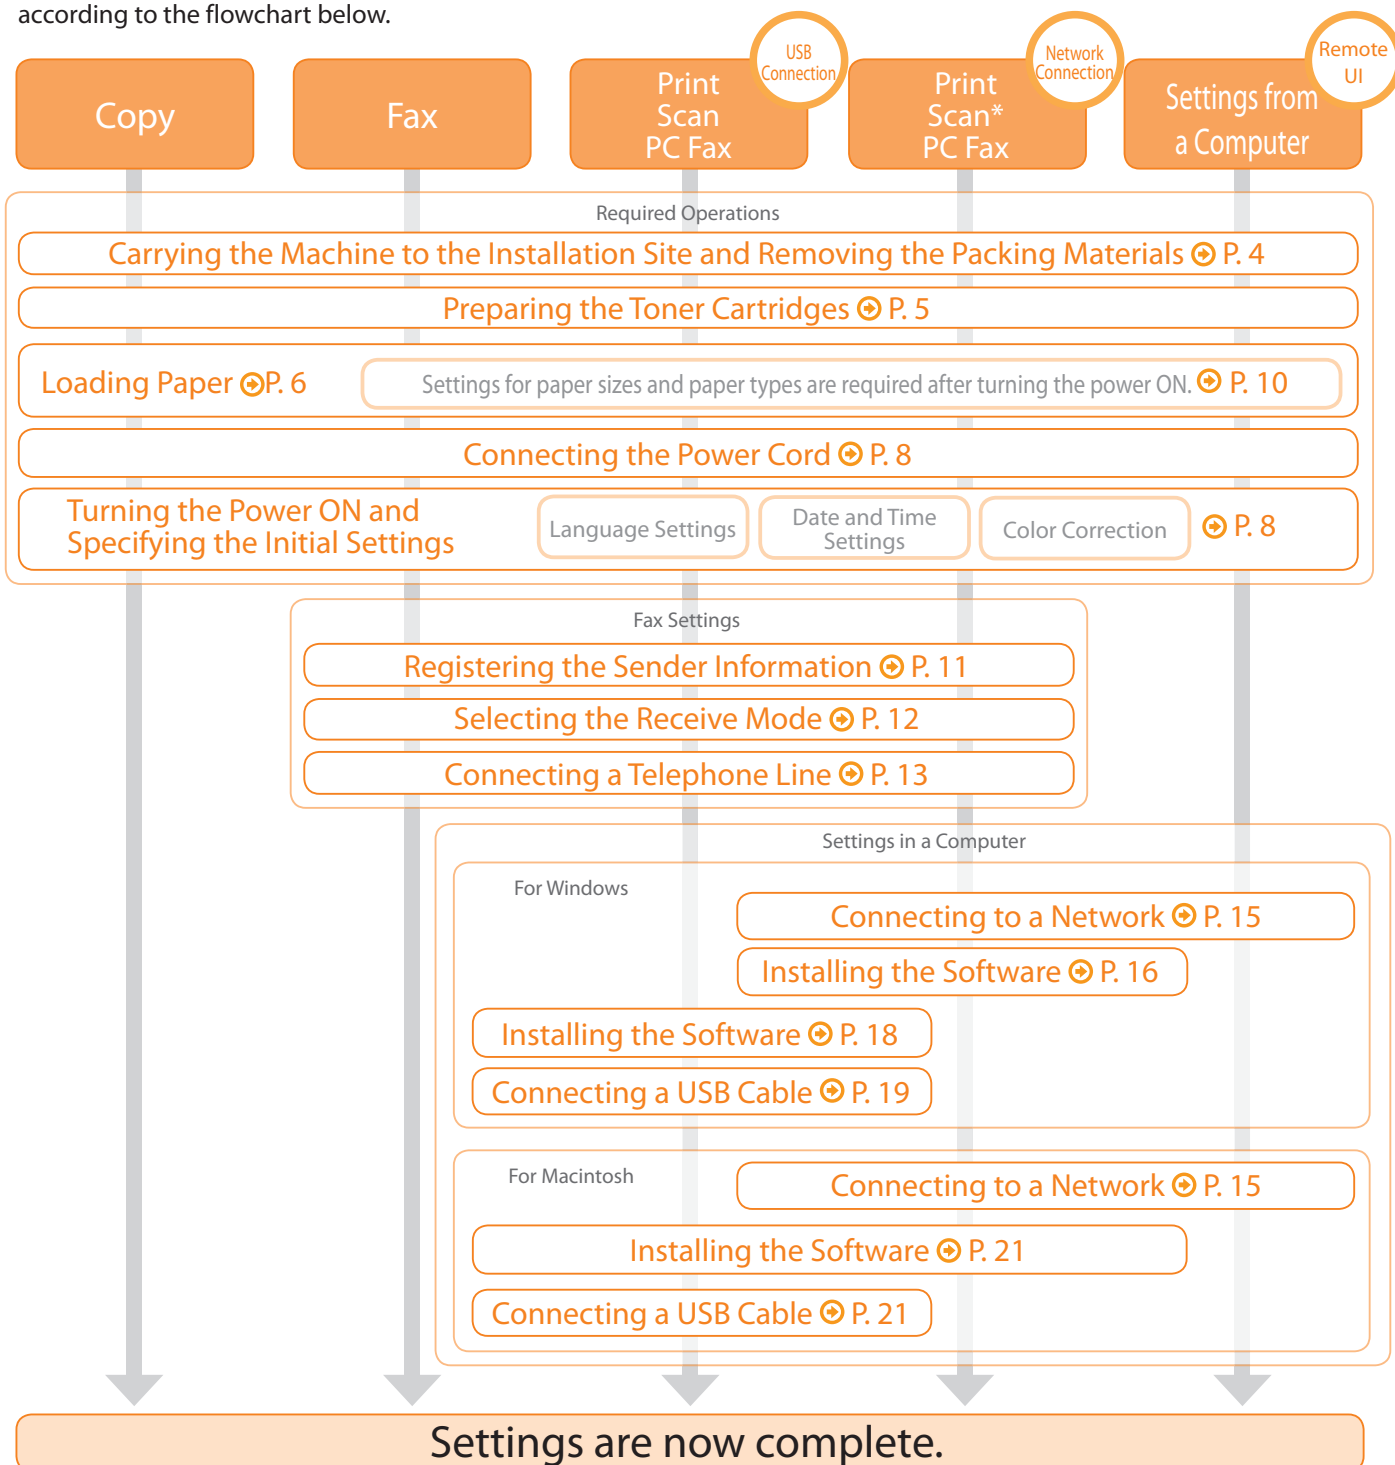 according to the flowchart below.
Copy
Fax
Print
Scan
PC Fax
USB
Connection
Print
Scan*
PC Fax
Network
Connection
Settings from
a Computer
Remote
UI
Required Operations
Carrying the Machine to the Installation Site and Removing the Packing Materials P. 4
Preparing the Toner Cartridges P. 5
Loading Paper P. 6
Settings for paper sizes and paper types are required after turning the power ON. P. 10
Connecting the Power Cord P. 8
Turning the Power ON and
Specifying the Initial Settings
Language Settings
Date and Time
Settings
Color Correction
P. 8
Fax Settings
Registering the Sender Information P. 11
Selecting the Receive Mode P. 12
Connecting a Telephone Line P. 13
Settings in a Computer
For Windows
Connecting to a Network P. 15
Installing the Software P. 16
Installing the Software P. 18
Connecting a USB Cable P. 19
For Macintosh
Connecting to a Network P. 15
Installing the Software P. 21
Connecting a USB Cable P. 21
Settings are now complete.